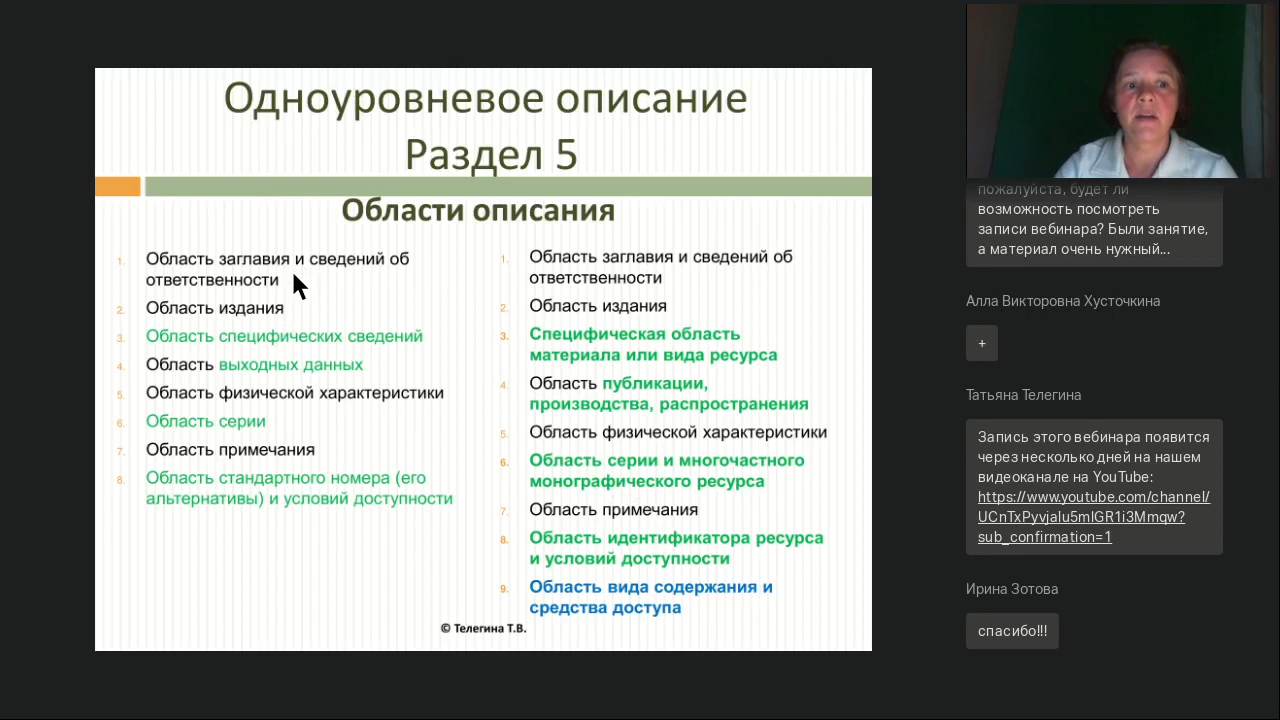 Одноуровневое описание
Раздел 5
Области описания
1. Область заглавия и сведений об
ответственности
2. Область издания
3. Область специфических сведений
4. Область выходных данных
5. Область физической характеристики
6. Область серии
7. Область примечания
8. Область стандартного номера (его
альтернативы) и условий доступности
1. Область заглавия и сведений об
ответственности
2. Область издания
3. Специфическая область
материала или вида ресурса
4. Область публикации,
производства, распространения
5. Область физической характеристики
6. Область серии и многочастного
монографического ресурса
7. Область примечания
8. Область идентификатора ресурса
и условий доступности
9. Область вида содержания и
средства доступа
© Телегина Т.В.
пожалуйста, будет ли
возможность посмотреть
записи вебинара? Были занятие,
а материал очень нужный...
Алла Викторовна Хусточкина
+
Татьяна Телегина
Запись этого вебинара появится
через несколько дней на нашем
видеоканале на YouTube:
https://www.youtube.com/channel/
UCnTxPyvjalu5mlGR1i3Mmqw?
sub_confirmation=1
Ирина Зотова
спасибо!!!